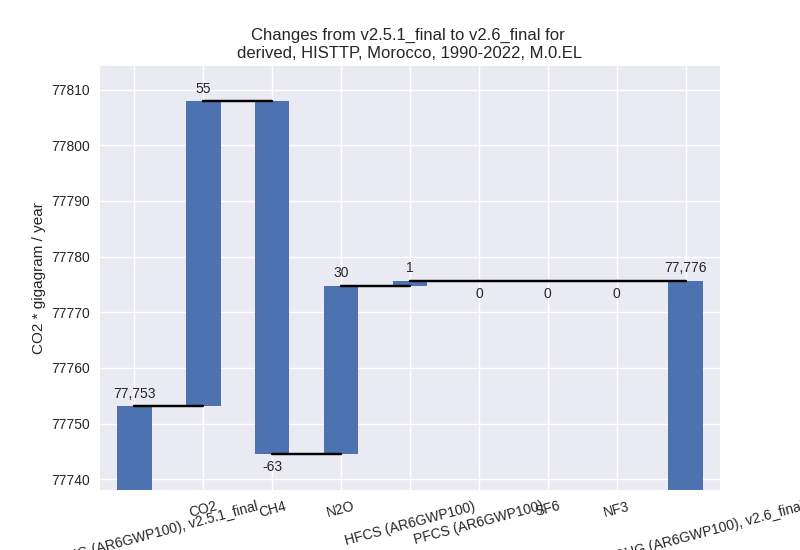 Changes from v2.5.1_final to v2.6_final for
derived, HISTTP, Morocco, 1990-2022, M.0.EL
CO2 * gigagram / year
77810
77800
77790
77780
77770
77760
77750
77740
77,753
55
-63
30
1
0
0
0
77,776
(AR6GWP100), v2.5.1_final
CO2
CH4
N2O
HFCS (AR6GWP100)
PFCS (AR6GWP100)
SF6
NF3
(AR6GWP100), v2.6_final